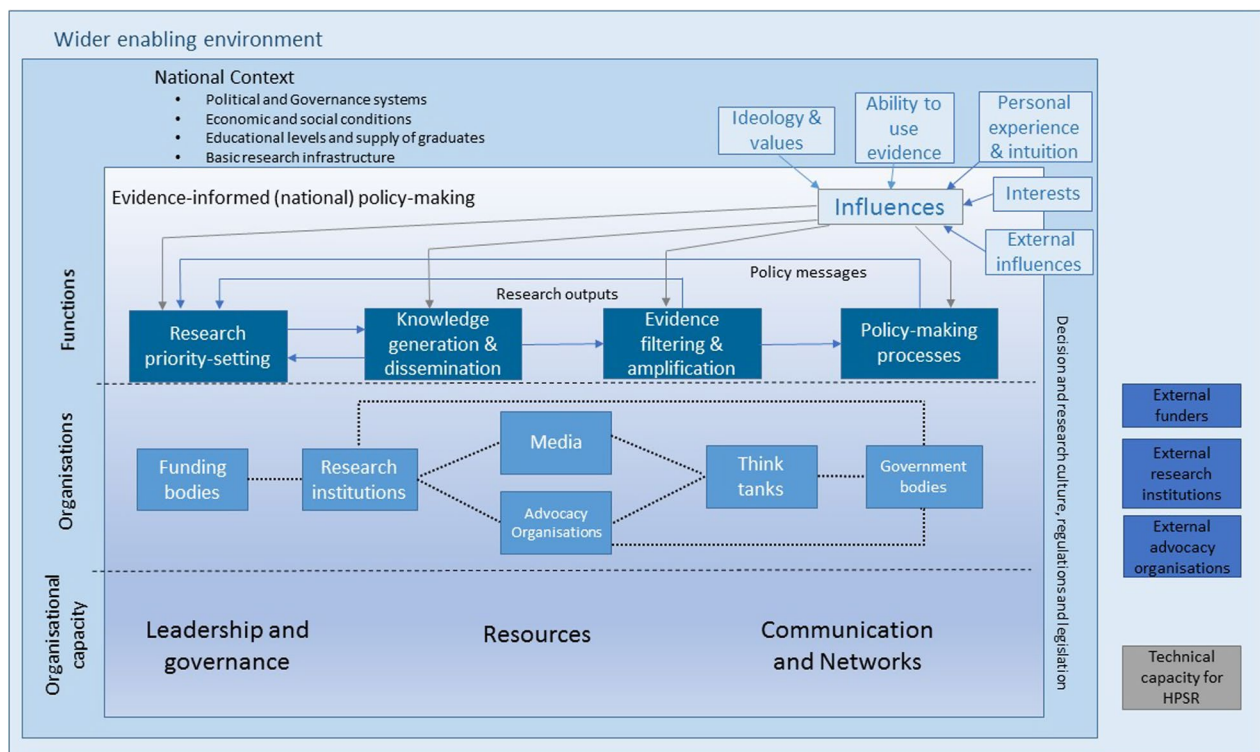 Wider enabling environment
National Context
• Political and Governance systems
• Economic and social conditions
• Educational levels and supply of graduates
• Basic research infrastructure
Ideology &
values
Ability to
use
evidence
Personal
experience
& intuition
Interests
External
influences
Influences
Evidence-informed (national) policy-making
Policy messages
Research outputs
Functions
Research
priority-setting
Knowledge
generation &
dissemination
Evidence
filtering &
amplification
Policy-making
processes
Organisations
Funding
bodies
Research
institutions
Media
Advocacy
Organisations
Think
tanks
Government
bodies
Organisational
capacity
Leadership and
governance
Resources
Communication
and Networks
Decision and research culture, regulations and legislation
External
funders
External
research
institutions
External
advocacy
organisations
Technical
capacity for
HPSR